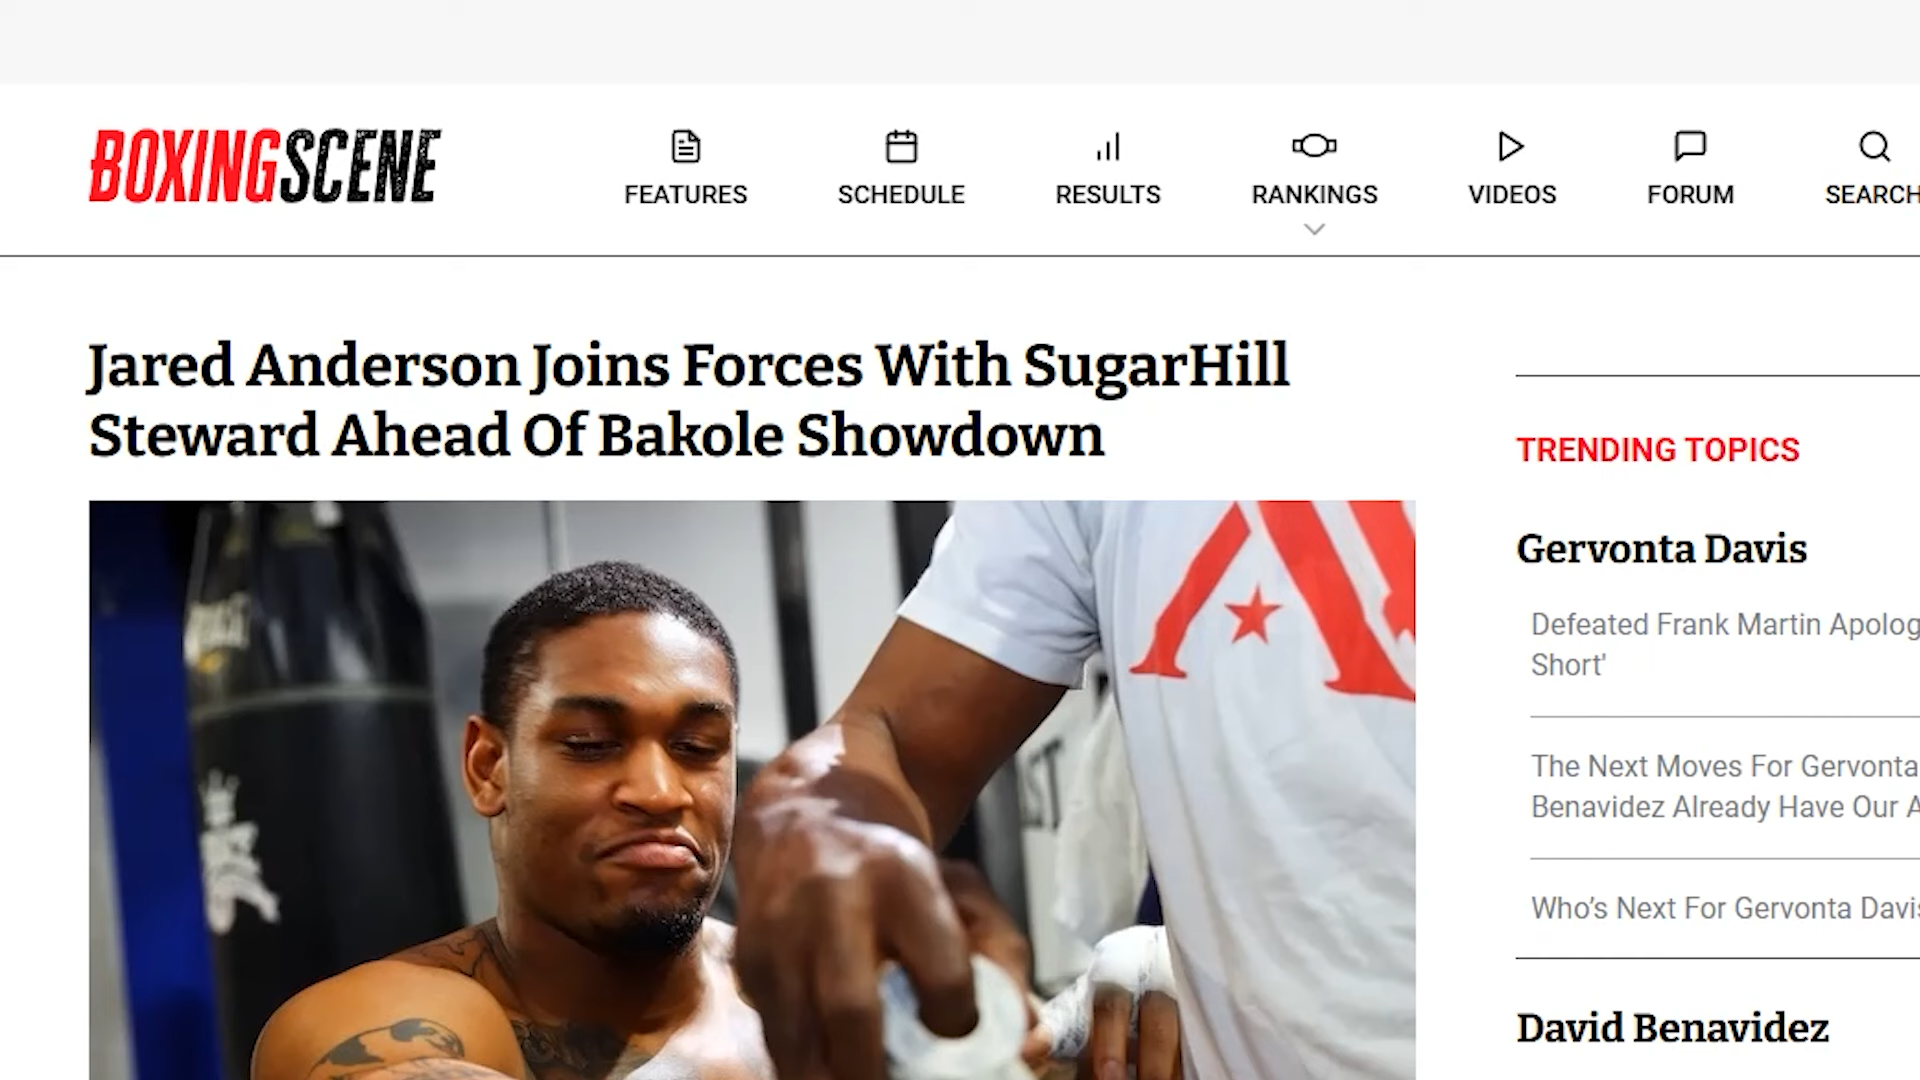 BOXINGSCENE
FEATURES
SCHEDULE
RESULTS
RANKINGS
VIDEOS
FORUM
SEARCH
Jared Anderson Joins Forces With SugarHill
Steward Ahead Of Bakole Showdown
TRENDING TOPICS
Gervonta Davis
Defeated Frank Martin Apolog
Short'
The Next Moves For Gervonta
Benavidez Already Have Our A
Who’s Next For Gervonta Davis
David Benavidez